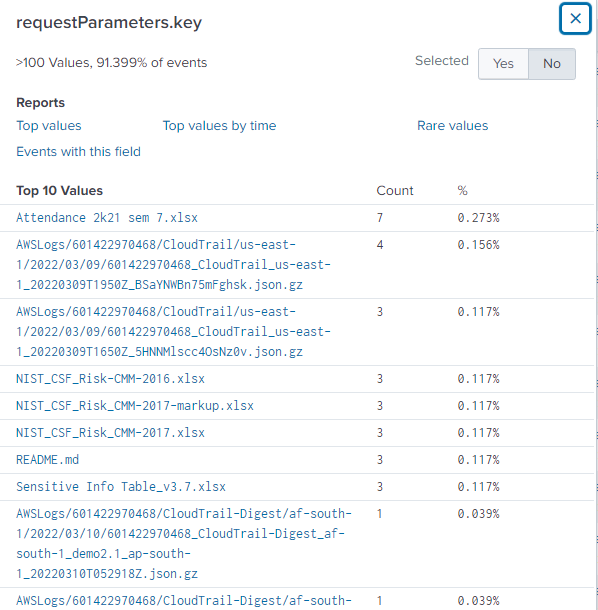 requestParameters.key
>100 Values, 91.399% of events
Selected Yes No
Reports
Top values Top values by time Rare values
Events with this field
Top 10 Values Count %
Attendance 2k21 sem 7.xlsx 7 0.273%
AWSLogs/601422970468/CloudTrail/us-east- 4 0.156%
1/2022/03/09/601422970468_CloudTrail_us-east-
1_20220309T1950Z_BSaYNWBn75mFghsk.json.gz
AWSLogs/601422970468/CloudTrail/us-east- 3 0.117%
1/2022/03/09/601422970468_CloudTrail_us-east-
1_20220309T1650Z_5HNNMlscc4OsNz0v.json.gz
NIST_CSF_Risk-CMM-2016.xlsx 3 0.117%
NIST_CSF_Risk_CMM-2017-markup.xlsx 3 0.117%
NIST_CSF_Risk_CMM-2017.xlsx 3 0.117%
README.md 3 0.117%
Sensitive Info Table_v3.7.xlsx 3 0.117%
AWSLogs/601422970468/CloudTrail-Digest/af-south- 1 0.039%
1/2022/03/10/601422970468_CloudTrail-Digest_af-
south-1_demo2.1_ap-south-
1_20220310T052918Z.json.gz
AWSLogs/601422970468/CloudTrail-Digest/af-south- 1 0.039%